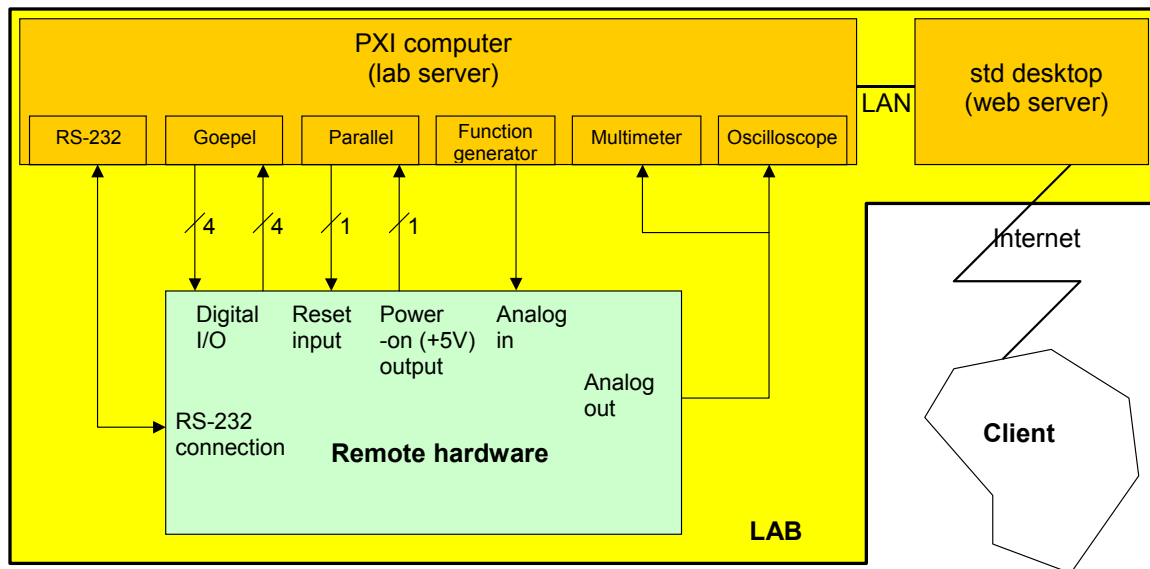 PXI computer
(lab server)
std desktop
(web server)
LAN
RS-232
Goepel
Parallel
Function
generator
Multimeter
Oscilloscope
4
4
1
1
Internet
Digital
I/O
Reset
input
Power
-on (+5V)
output
Analog
in
Analog
out
RS-232
connection
Remote hardware
Client
LAB